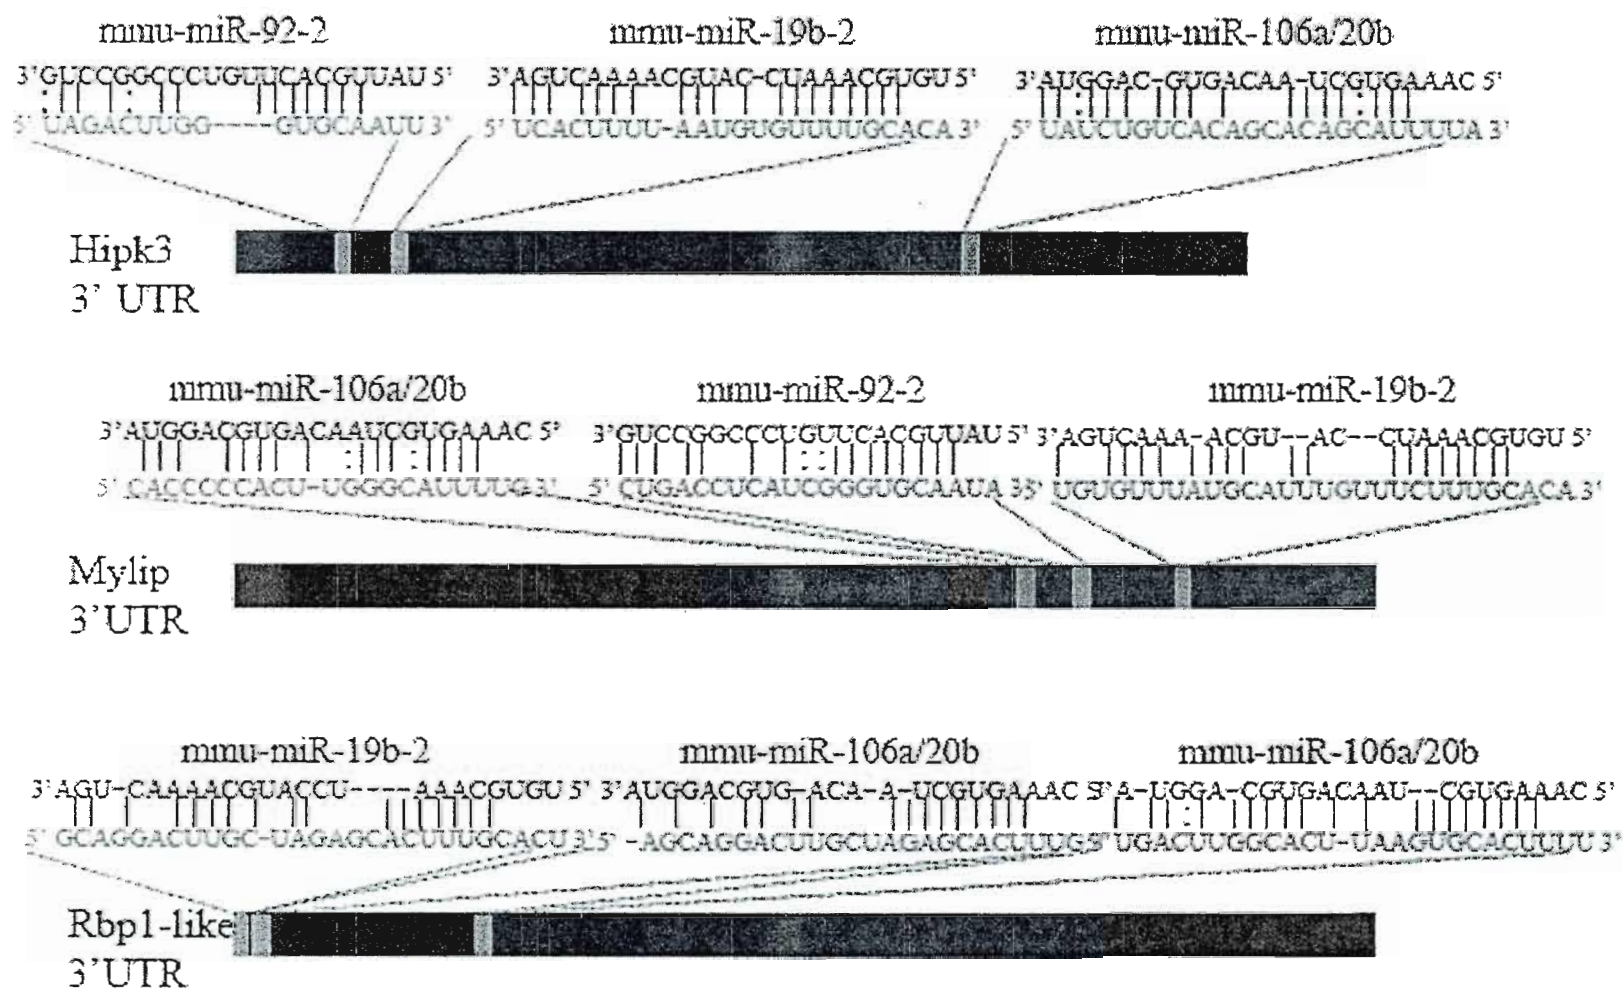 mmu-miR-92-2 mmu-miR-19b-2 mmu-miR-106a/20b
3'GUCCGGCCCUGUUCACGUUAU 5' 3'AGUCAAAACGUAC-CUAAACGUGU 5' 3'AUGGAC-GUGACAA-UCGUGAAAC 5'
5' UAGACUUGG----GUGCAAUU 3' 5' UCACUUUU-AAUGUGUUUUGCACA 3' 5' UAUCUGUCACAGCACAGCAUUUUA 3'
Hipk3
3' UTR
mmu-miR-106a/20b mmu-miR-92-2 mmu-miR-19b-2
3'AUGGACGUGACAAUCGUGAAAC 5' 3'GUCCGGCCCUGUUCACGUUAU 5' 3'AGUCAAA-ACGU--AC--CUAAACGUGU 5'
5' CACCCCCACU-UGGGCAUUUUG 3' 5' CUGACCUCAUCGGGUGCAAUA 35' UGUGUUUAUGCAUUUGUUUCUUUGCACA 3'
Mylip
3'UTR
mmu-miR-19b-2 mmu-miR-106a/20b mmu-miR-106a/20b
3'AGU-CAAAACGUACCU----AAACGUGU 5' 3'AUGGACGUG-ACA-A-UCGUGAAAC 5'A-UGGA-CGUGACAAU--CGUGAAAC 5'
5' GCAGGACUUGC-UAGAGCACUUUGCACU 3'5' -AGCAGGACUUGCUAGAGCACUUUG5' UGACUUGGCACU-UAAGUGCACUUUU 3'
Rbp1-like
3'UTR